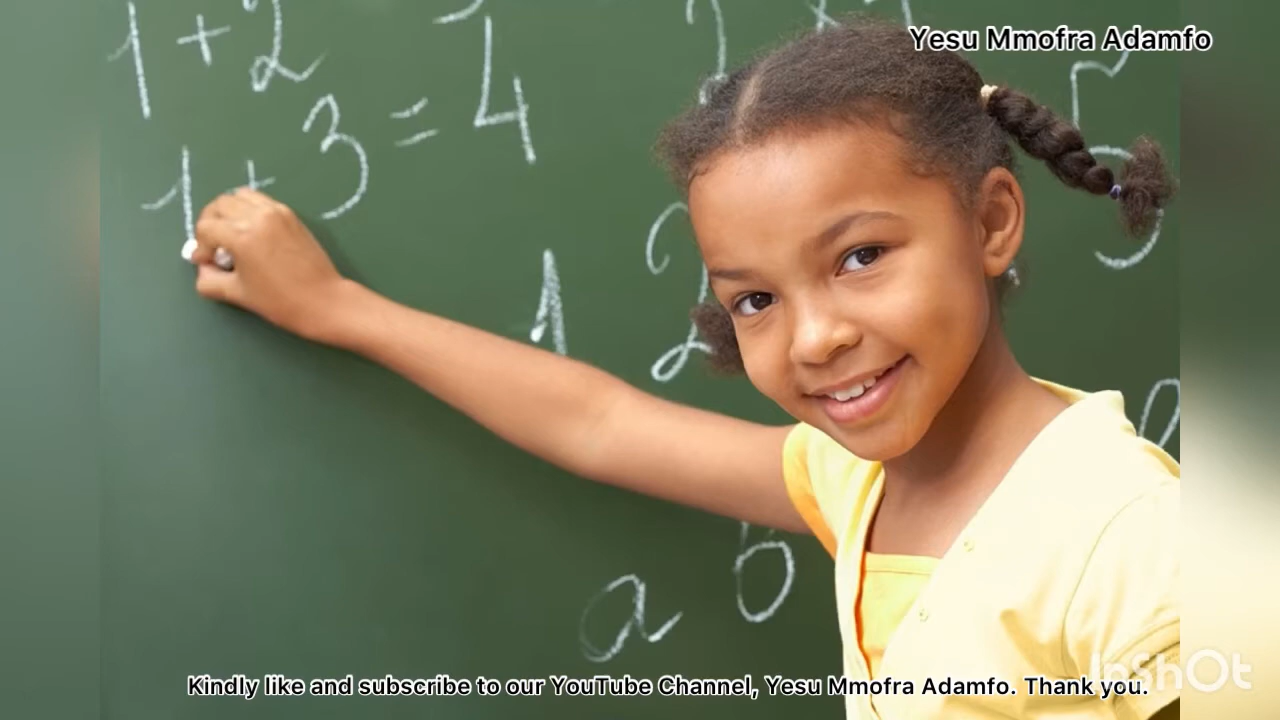 Yesu Mmofra Adamfo
1 + 2
1 + 3 = 4
1
2
a
b
Kindly like and subscribe to our YouTube Channel, Yesu Mmofra Adamfo. Thank you.
InShOt